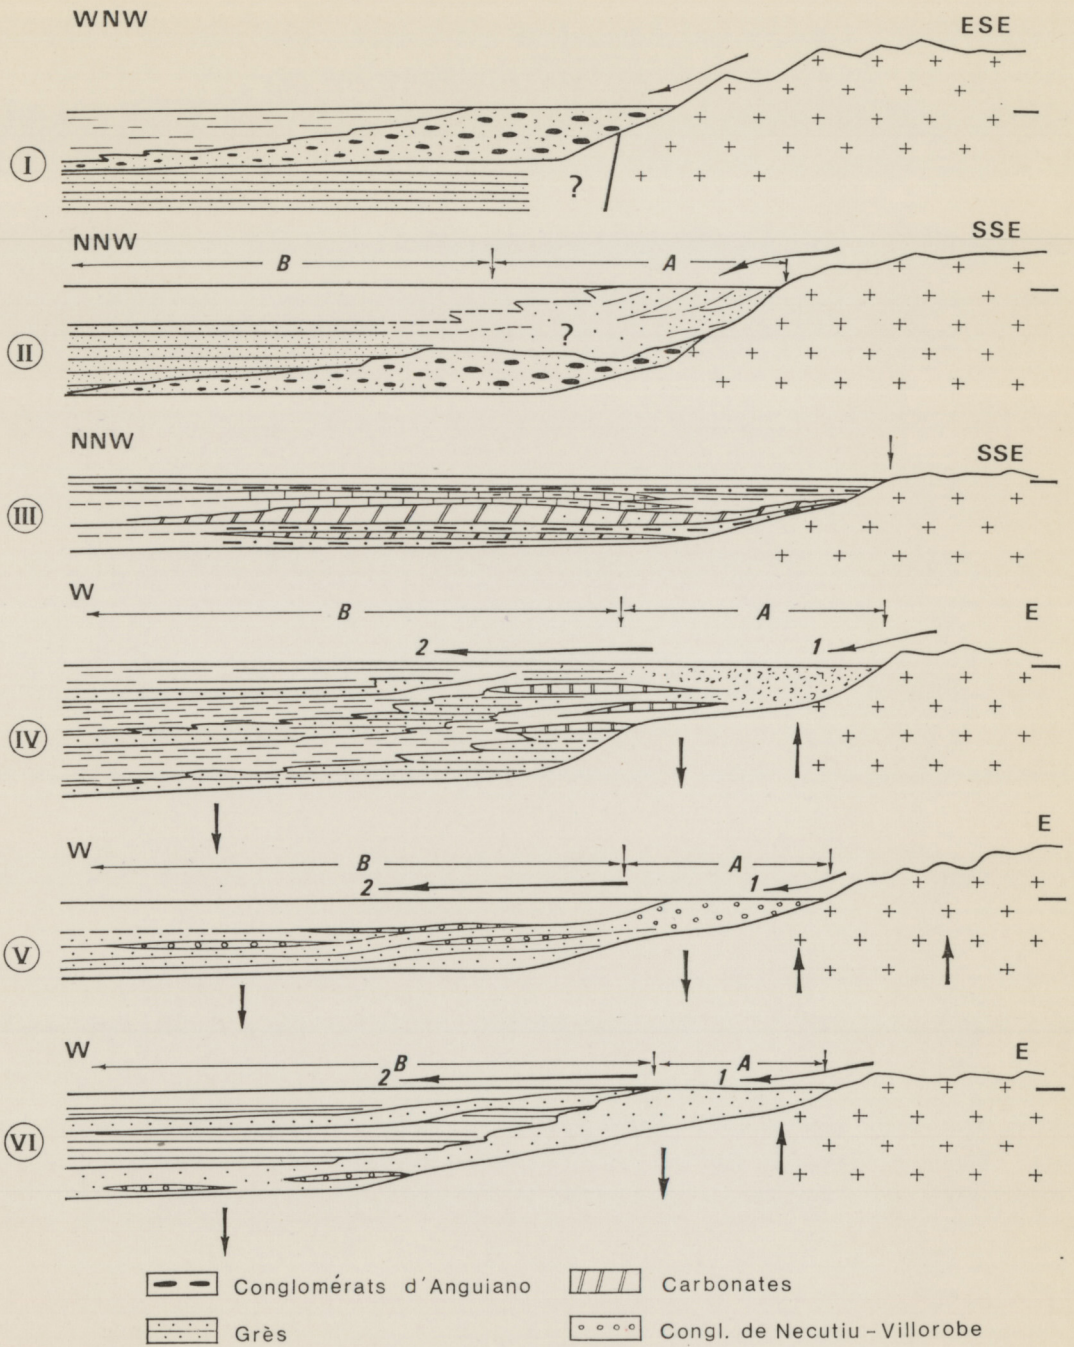 WNW ESE
I ?
NNW SSE
B A
II ?
NNW SSE
III
W E
B A
2 1
IV
W E
B A
2 1
V
W E
B A
2 1
VI
Conglomérats d'Anguiano Carbonates
Grès Congl. de Necutiu - Villorobe